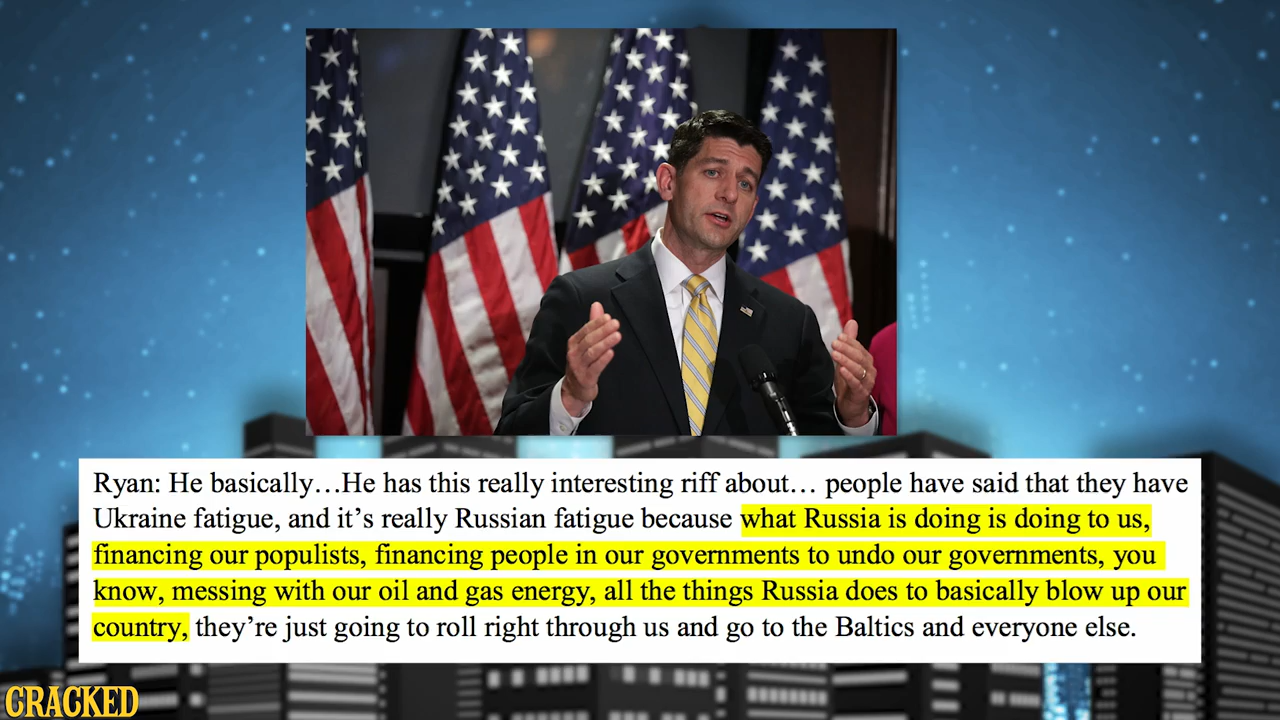 Ryan: He basically…He has this really interesting riff about… people have said that they have
Ukraine fatigue, and it’s really Russian fatigue because what Russia is doing is doing to us,
financing our populists, financing people in our governments to undo our governments, you
know, messing with our oil and gas energy, all the things Russia does to basically blow up our
country, they’re just going to roll right through us and go to the Baltics and everyone else.
CRACKED